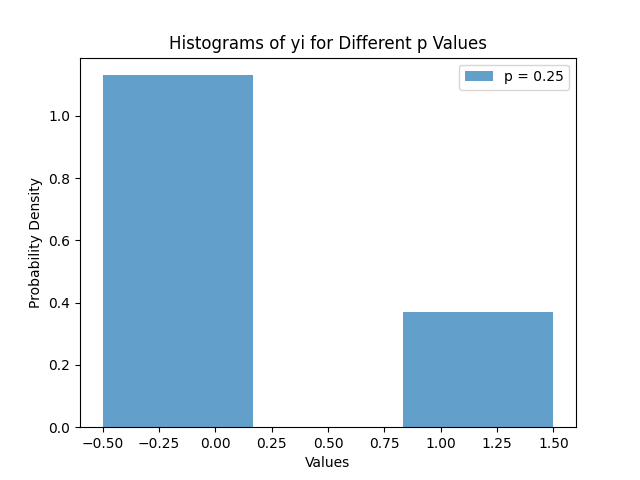 Histograms of yi for Different p Values
p = 0.25
Probability Density
1.0
0.8
0.6
0.4
0.2
0.0
−0.50 −0.25 0.00 0.25 0.50 0.75 1.00 1.25 1.50
Values